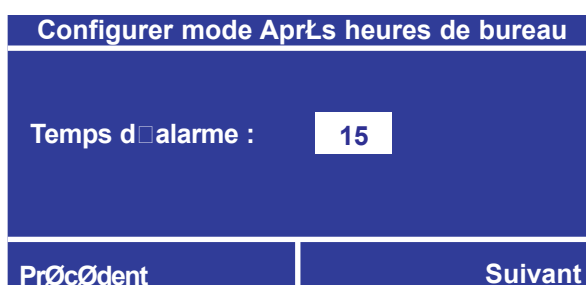 Configurer mode AprŁs heures de bureau
Temps d□alarme : 15
PrØcØdent Suivant